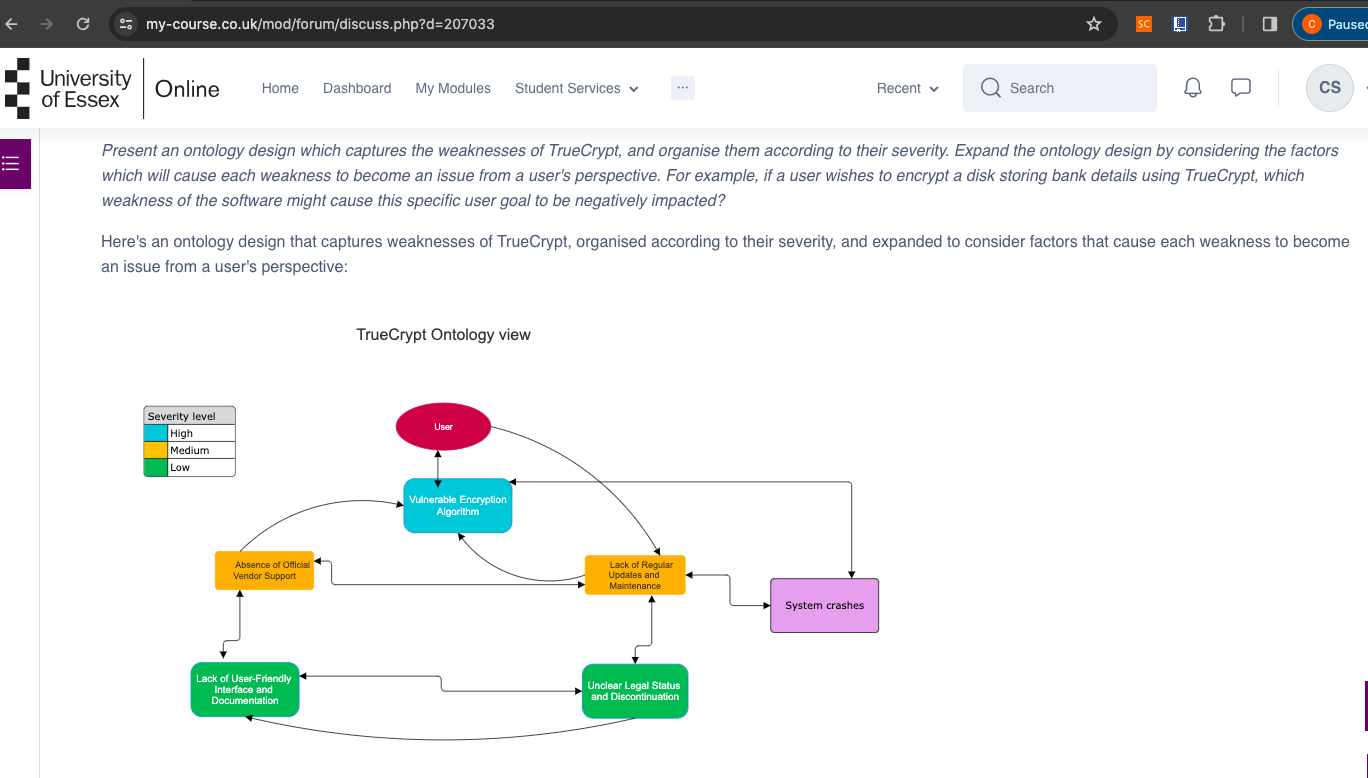 my-course.co.uk/mod/forum/discuss.php?d=207033
SC
C Paused
University
of Essex
Online
Home Dashboard My Modules Student Services ...
Recent
Search
CS
Present an ontology design which captures the weaknesses of TrueCrypt, and organise them according to their severity. Expand the ontology design by considering the factors
which will cause each weakness to become an issue from a user's perspective. For example, if a user wishes to encrypt a disk storing bank details using TrueCrypt, which
weakness of the software might cause this specific user goal to be negatively impacted?
Here's an ontology design that captures weaknesses of TrueCrypt, organised according to their severity, and expanded to consider factors that cause each weakness to become
an issue from a user's perspective:
TrueCrypt Ontology view
Severity level
High
Medium
Low
User
Vulnerable Encryption
Algorithm
Absence of Official
Vendor Support
Lack of Regular
Updates and
Maintenance
System crashes
Lack of User-Friendly
Interface and
Documentation
Unclear Legal Status
and Discontinuation